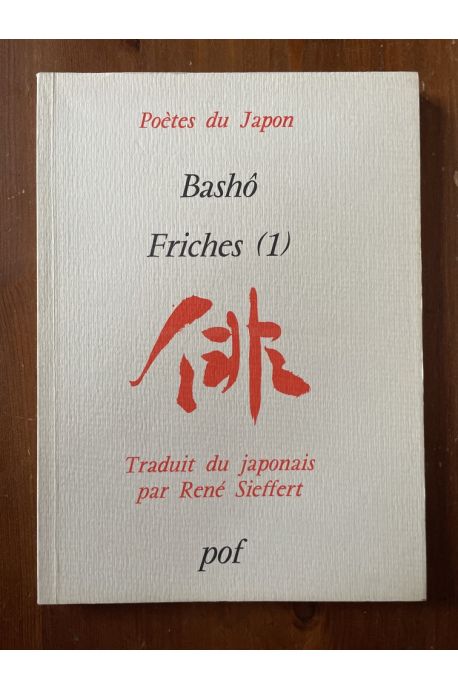 Poètes du Japon
Bashô
Friches (1)
俳
Traduit du japonais
par René Sieffert
pof